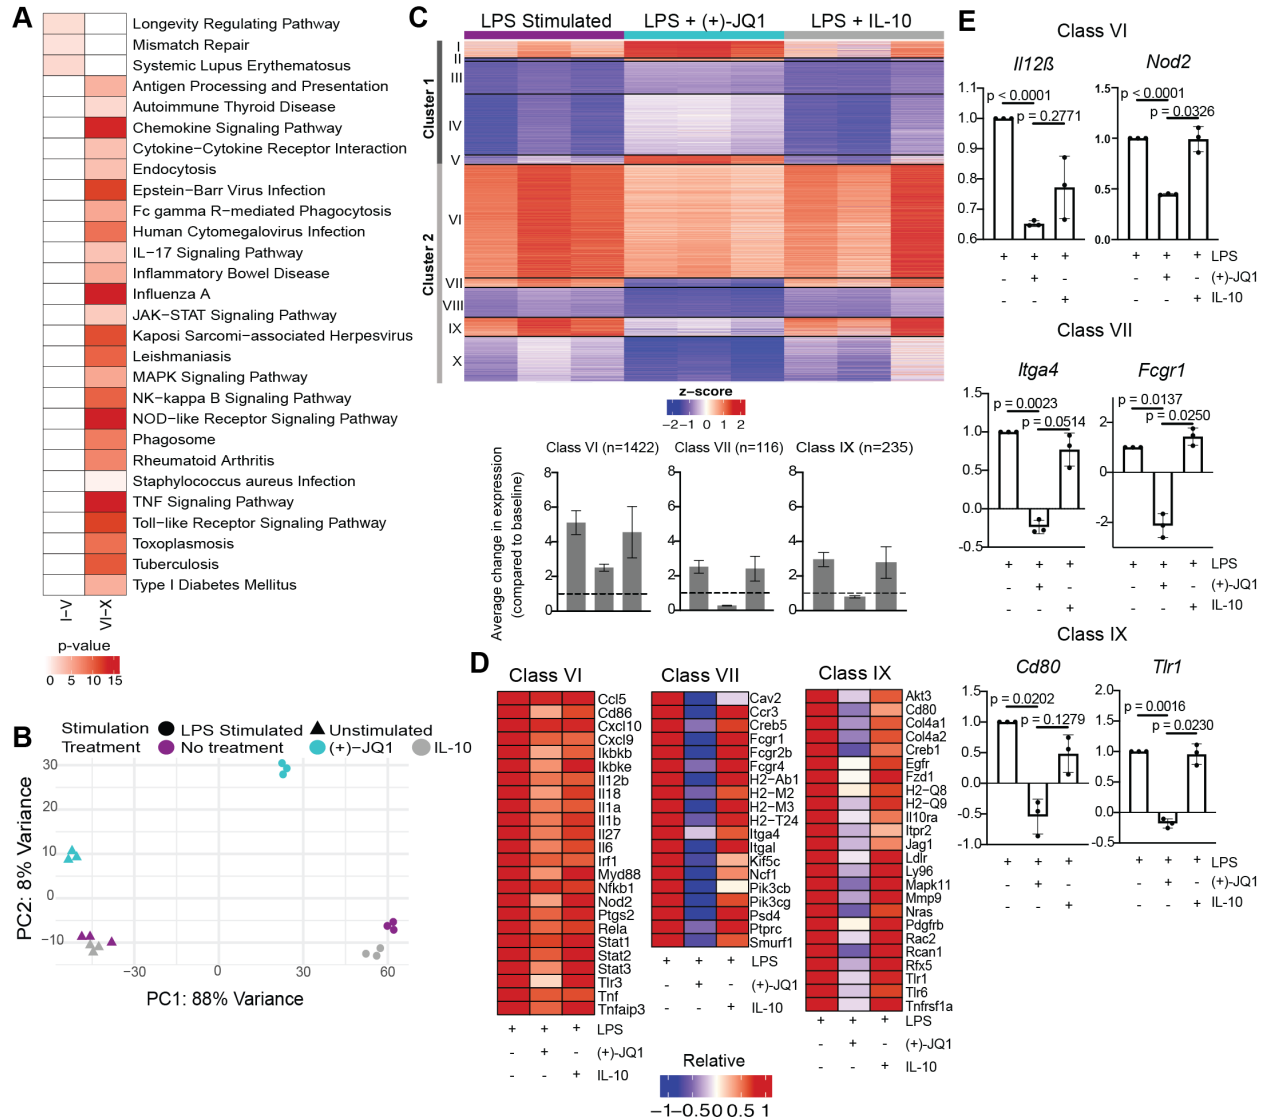 A
Longevity Regulating Pathway
Mismatch Repair
Systemic Lupus Erythematosus
Antigen Processing and Presentation
Autoimmune Thyroid Disease
Chemokine Signaling Pathway
Cytokine−Cytokine Receptor Interaction
Endocytosis
Epstein−Barr Virus Infection
Fc gamma R−mediated Phagocytosis
Human Cytomegalovirus Infection
IL−17 Signaling Pathway
Inflammatory Bowel Disease
Influenza A
JAK−STAT Signaling Pathway
Kaposi Sarcomi−associated Herpesvirus
Leishmaniasis
MAPK Signaling Pathway
NK−kappa B Signaling Pathway
NOD−like Receptor Signaling Pathway
Phagosome
Rheumatoid Arthritis
Staphylococcus aureus Infection
TNF Signaling Pathway
Toll−like Receptor Signaling Pathway
Toxoplasmosis
Tuberculosis
Type I Diabetes Mellitus
I−V
VI−X
p-value
0 5 10 15
B
Stimulation LPS Stimulated Unstimulated
Treatment No treatment (+)−JQ1 IL-10
PC2: 8% Variance
30
20
10
0
−10
−30 0 30 60
PC1: 88% Variance
C
LPS Stimulated LPS + (+)-JQ1 LPS + IL-10
Cluster 1
Cluster 2
I
II
III
IV
V
VI
VII
VIII
IX
X
z−score
−2−1 0 1 2
Average change in expression
(compared to baseline)
Class VI (n=1422) Class VII (n=116) Class IX (n=235)
8 8 8
6 6 6
4 4 4
2 2 2
0 0 0
D
Class VI
Ccl5
Cd86
Cxcl10
Cxcl9
Ikbkb
Ikbke
Il12b
Il18
Il1a
Il1b
Il27
Il6
Irf1
Myd88
Nfkb1
Nod2
Ptgs2
Rela
Stat1
Stat2
Stat3
Tlr3
Tnf
Tnfaip3
+ + + LPS
- + - (+)-JQ1
- - + IL-10
Class VII
Cav2
Ccr3
Creb5
Fcgr1
Fcgr2b
Fcgr4
H2−Ab1
H2−M2
H2−M3
H2−T24
Itga4
Itgal
Kif5c
Ncf1
Pik3cb
Pik3cg
Psd4
Ptprc
Smurf1
+ + + LPS
- + - (+)-JQ1
- - + IL-10
Class IX
Akt3
Cd80
Col4a1
Col4a2
Creb1
Egfr
Fzd1
H2−Q8
H2−Q9
Il10ra
Itpr2
Jag1
Ldlr
Ly96
Mapk11
Mmp9
Nras
Pdgfrb
Rac2
Rcan1
Rfx5
Tlr1
Tlr6
Tnfrsf1a
+ + + LPS
- + - (+)-JQ1
- - + IL-10
Relative
−1−0.50 0.5 1
E
Class VI
Il12ß
p < 0.0001
p = 0.2771
1.1
1.0
0.9
0.8
0.7
0.6
Nod2
p < 0.0001
p = 0.0326
1.5
1.0
0.5
0.0
+ + + + + + LPS
- + - - + - (+)-JQ1
- - + - - + IL-10
Class VII
Itga4
p = 0.0023
p = 0.0514
1.5
1.0
0.5
0.0
-0.5
Fcgr1
p = 0.0137
p = 0.0250
2
0
-2
+ + + + + + LPS
- + - - + - (+)-JQ1
- - + - - + IL-10
Class IX
Cd80
p = 0.0202
p = 0.1279
1.5
1.0
0.5
0.0
-0.5
-1.0
Tlr1
p = 0.0016
p = 0.0230
2.0
1.5
1.0
0.5
0.0
-0.5
+ + + + + + LPS
- + - - + - (+)-JQ1
- - + - - + IL-10